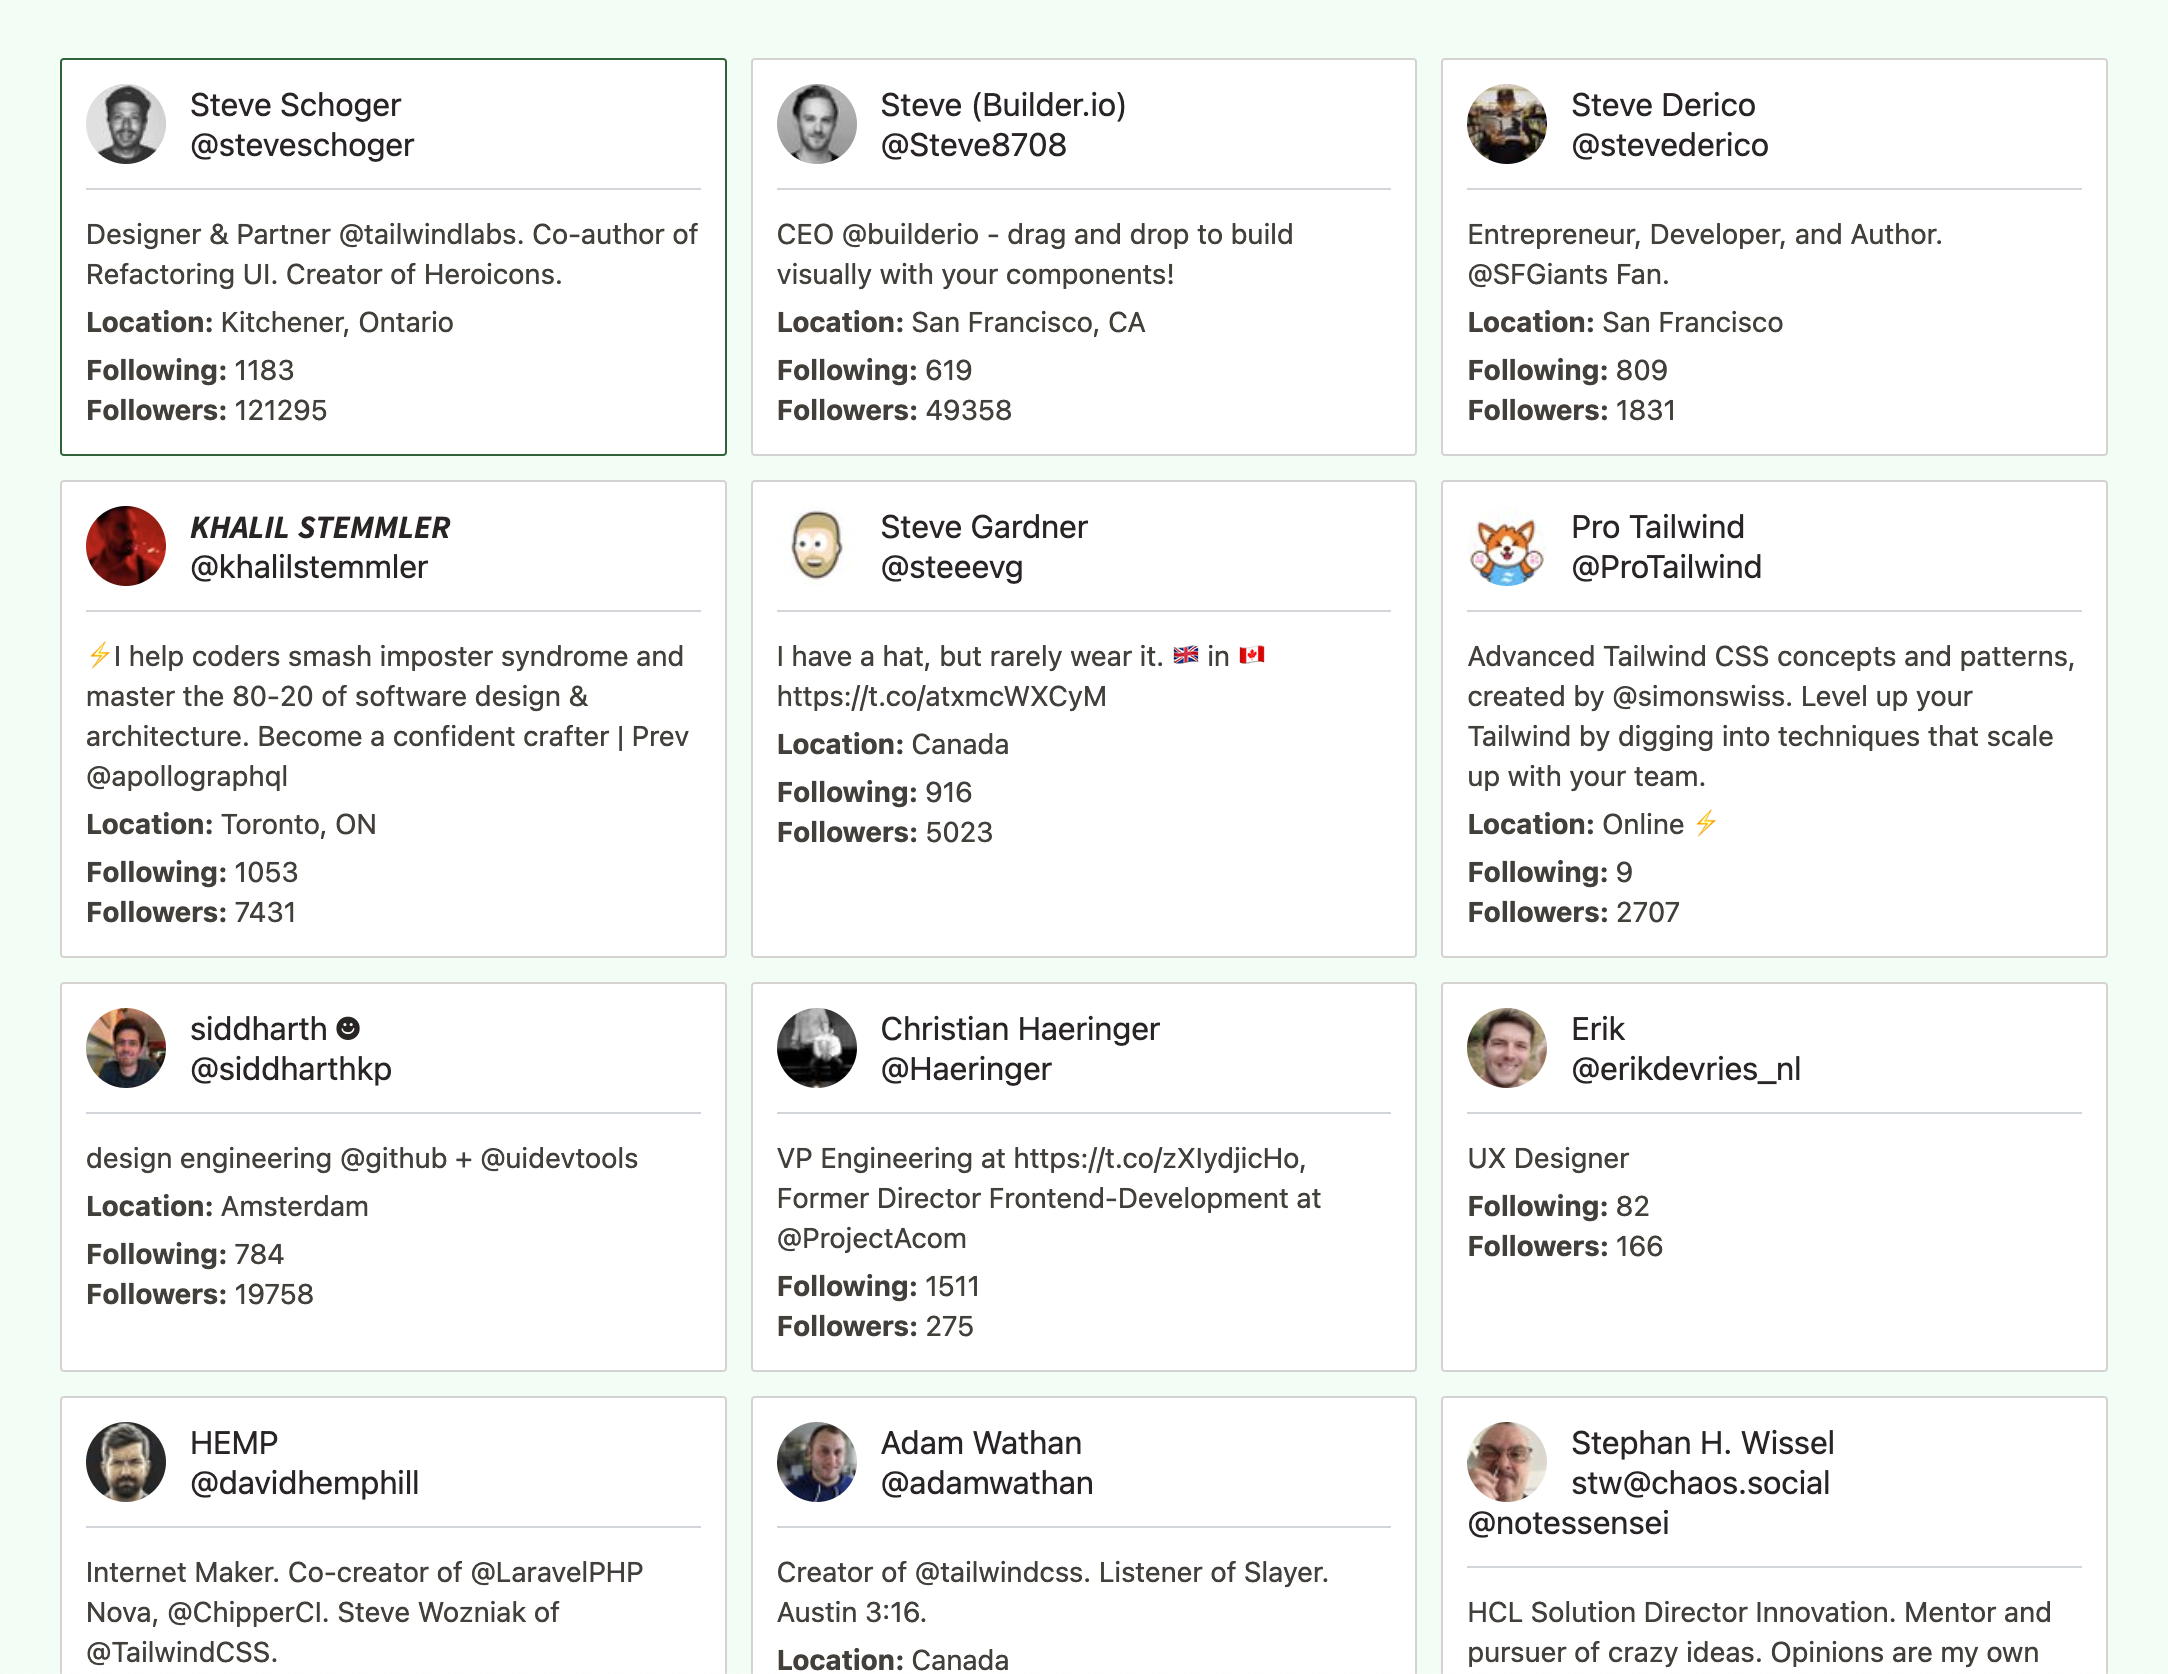 Steve Schoger
@steveschoger
Designer & Partner @tailwindlabs. Co-author of
Refactoring UI. Creator of Heroicons.
Location: Kitchener, Ontario
Following: 1183
Followers: 121295
Steve (Builder.io)
@Steve8708
CEO @builderio - drag and drop to build
visually with your components!
Location: San Francisco, CA
Following: 619
Followers: 49358
Steve Derico
@stevederico
Entrepreneur, Developer, and Author.
@SFGiants Fan.
Location: San Francisco
Following: 809
Followers: 1831
KHALIL STEMMLER
@khalilstemmler
⚡I help coders smash imposter syndrome and
master the 80-20 of software design &
architecture. Become a confident crafter | Prev
@apollographql
Location: Toronto, ON
Following: 1053
Followers: 7431
Steve Gardner
@steeevg
I have a hat, but rarely wear it. 🇬🇧 in 🇨🇦
https://t.co/atxmcWXCyM
Location: Canada
Following: 916
Followers: 5023
Pro Tailwind
@ProTailwind
Advanced Tailwind CSS concepts and patterns,
created by @simonswiss. Level up your
Tailwind by digging into techniques that scale
up with your team.
Location: Online ⚡
Following: 9
Followers: 2707
siddharth ☻
@siddharthkp
design engineering @github + @uidevtools
Location: Amsterdam
Following: 784
Followers: 19758
Christian Haeringer
@Haeringer
VP Engineering at https://t.co/zXIydjicHo,
Former Director Frontend-Development at
@ProjectAcom
Following: 1511
Followers: 275
Erik
@erikdevries_nl
UX Designer
Following: 82
Followers: 166
HEMP
@davidhemphill
Internet Maker. Co-creator of @LaravelPHP
Nova, @ChipperCI. Steve Wozniak of
@TailwindCSS.
Adam Wathan
@adamwathan
Creator of @tailwindcss. Listener of Slayer.
Austin 3:16.
Location: Canada
Stephan H. Wissel
stw@chaos.social
@notessensei
HCL Solution Director Innovation. Mentor and
pursuer of crazy ideas. Opinions are my own